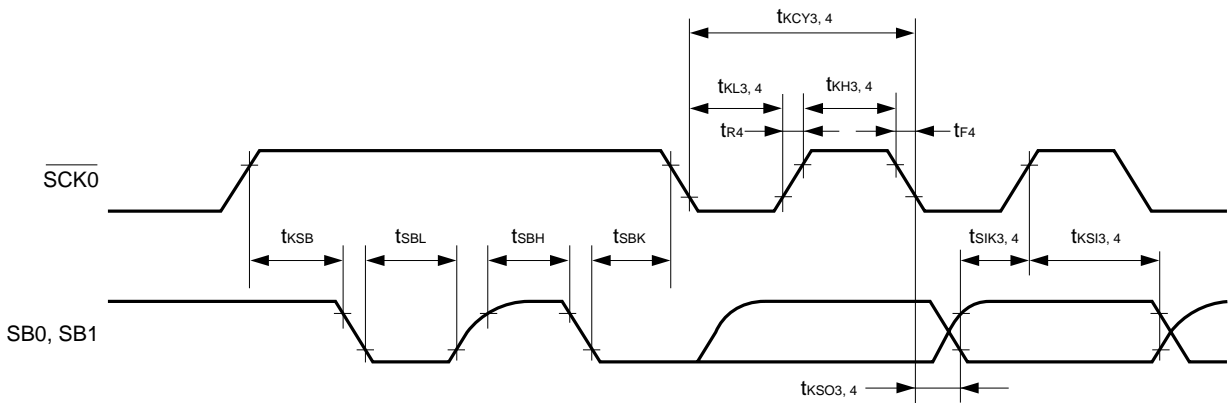 tKCY3, 4
tKL3, 4 tKH3, 4
tR4 tF4
SCK0
tKSB tSBL tSBH tSBK tSIK3, 4 tKSI3, 4
SB0, SB1
tKSO3, 4